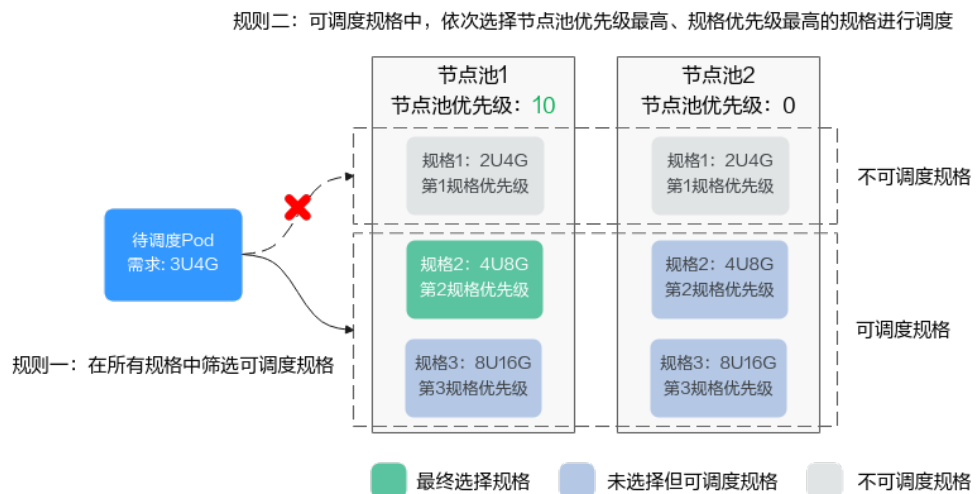 规则二：可调度规格中，依次选择节点池优先级最高、规格优先级最高的规格进行调度
节点池1
节点池优先级：10
节点池2
节点池优先级：0
规格1：2U4G
第1规格优先级
规格1：2U4G
第1规格优先级
不可调度规格
待调度Pod
需求: 3U4G
规格2：4U8G
第2规格优先级
规格2：4U8G
第2规格优先级
可调度规格
规则一：在所有规格中筛选可调度规格
规格3：8U16G
第3规格优先级
规格3：8U16G
第3规格优先级
最终选择规格
未选择但可调度规格
不可调度规格